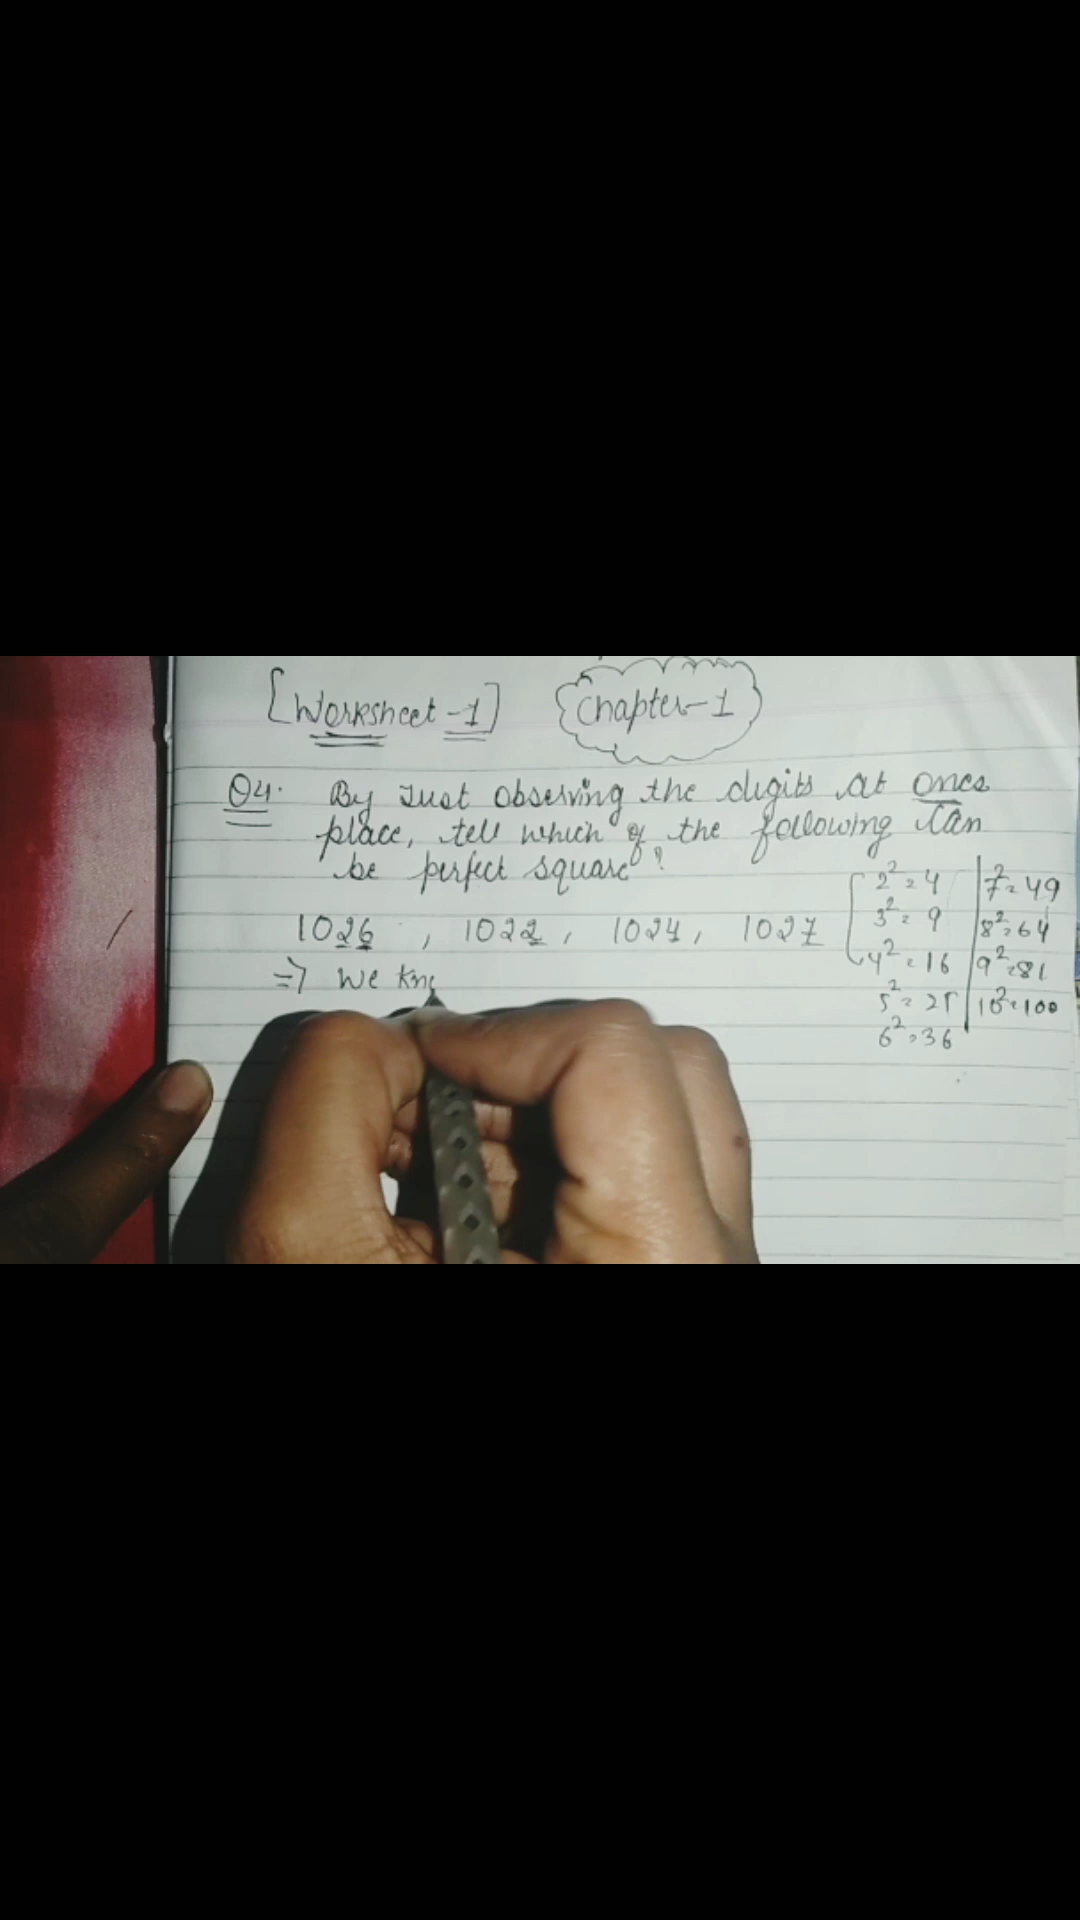 [Worksheet-1] Chapter-1
Q4. By Just observing the digits at ones
place, tell which of the following can
be perfect square?
1026, 1022, 1024, 1027
⇒ We kno
2²=4
3²=9
4²=16
5²=25
6²=36
7²=49
8²=64
9²=81
10²=100